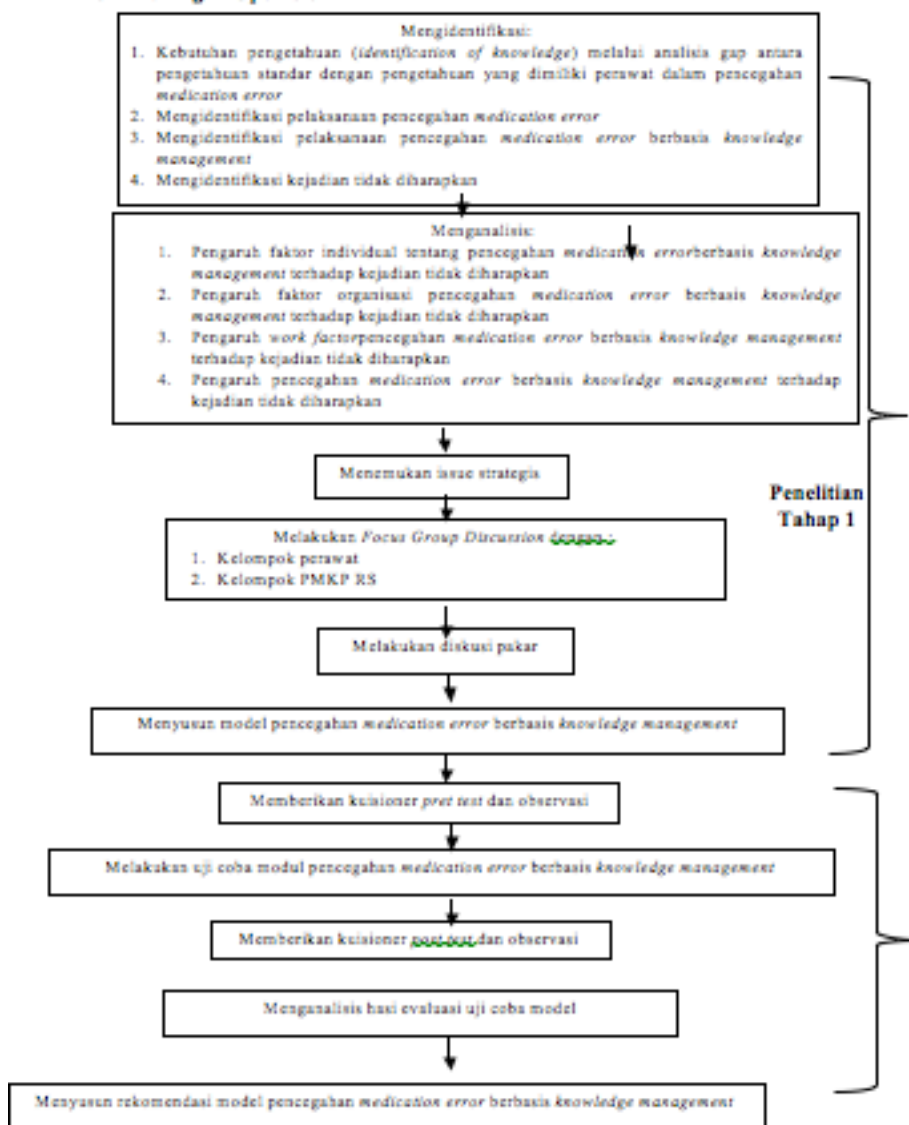 Mengidentifikasi:
1. Kebutuhan pengetahuan (identification of knowledge) melalui analisis gap antara
pengetahuan standar dengan pengetahuan yang dimiliki perawat dalam pencegahan
medication error
2. Mengidentifikasi pelaksanaan pencegahan medication error
3. Mengidentifikasi pelaksanaan pencegahan medication error berbasis knowledge
management
4. Mengidentifikasi kejadian tidak diharapkan
Menganalisis:
1. Pengaruh faktor individual tentang pencegahan medication errorberbasis knowledge
management terhadap kejadian tidak diharapkan
2. Pengaruh faktor organisasi pencegahan medication error berbasis knowledge
management terhadap kejadian tidak diharapkan
3. Pengaruh work factorpencegahan medication error berbasis knowledge management
terhadap kejadian tidak diharapkan
4. Pengaruh pencegahan medication error berbasis knowledge management terhadap
kejadian tidak diharapkan
Menemukan issue strategis
Penelitian
Tahap 1
Melakukan Focus Group Discussion dengan :
1. Kelompok perawat
2. Kelompok PMKP RS
Melakukan diskusi pakar
Menyusun model pencegahan medication error berbasis knowledge management
Memberikan kuisioner pret test dan observasi
Melakukan uji coba modul pencegahan medication error berbasis knowledge management
Memberikan kuisioner post test dan observasi
Menganalisis hasi evaluasi uji coba model
Menyusun rekomendasi model pencegahan medication error berbasis knowledge management